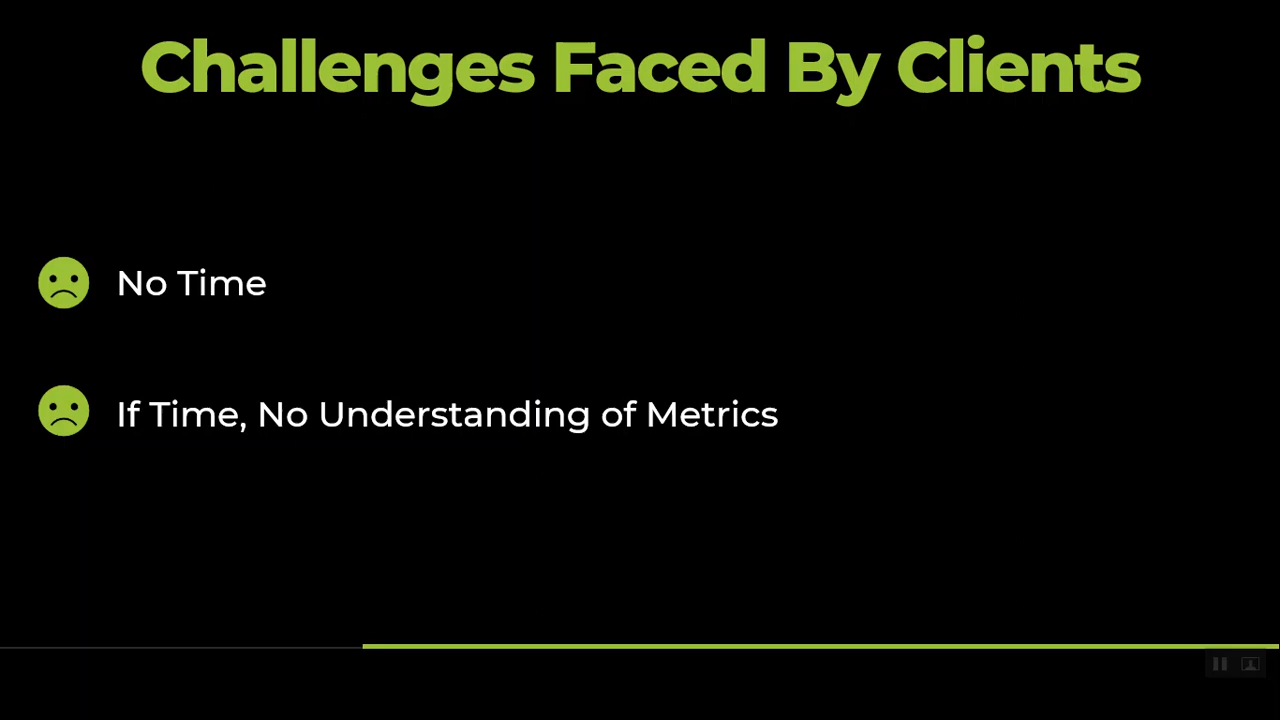 Challenges Faced By Clients
No Time
If Time, No Understanding of Metrics